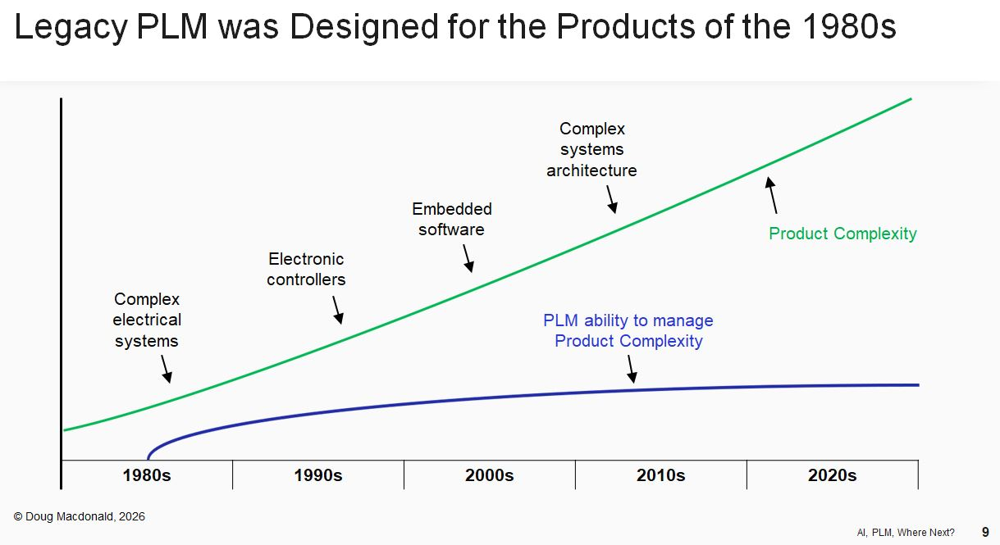 Legacy PLM was Designed for the Products of the 1980s
Complex
systems
architecture
Embedded
software
Product Complexity
Electronic
controllers
Complex
electrical
systems
PLM ability to manage
Product Complexity
1980s
1990s
2000s
2010s
2020s
© Doug Macdonald, 2026
AI, PLM, Where Next?
9